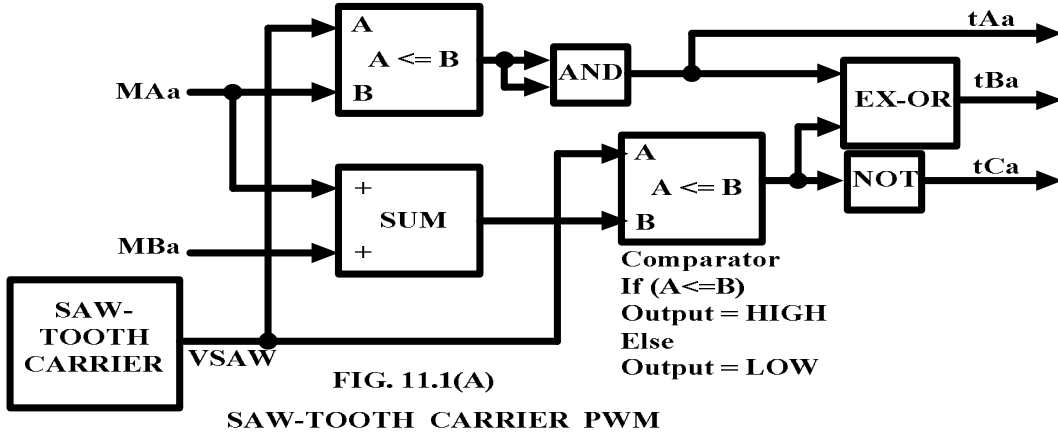 tAa
A
A <= B
B
AND
MAa
EX-OR
tBa
A
A <= B
B
NOT
tCa
+
SUM
+
MBa
Comparator
If (A<=B)
Output = HIGH
Else
Output = LOW
SAW-
TOOTH
CARRIER
VSAW
FIG. 11.1(A)
SAW-TOOTH CARRIER PWM